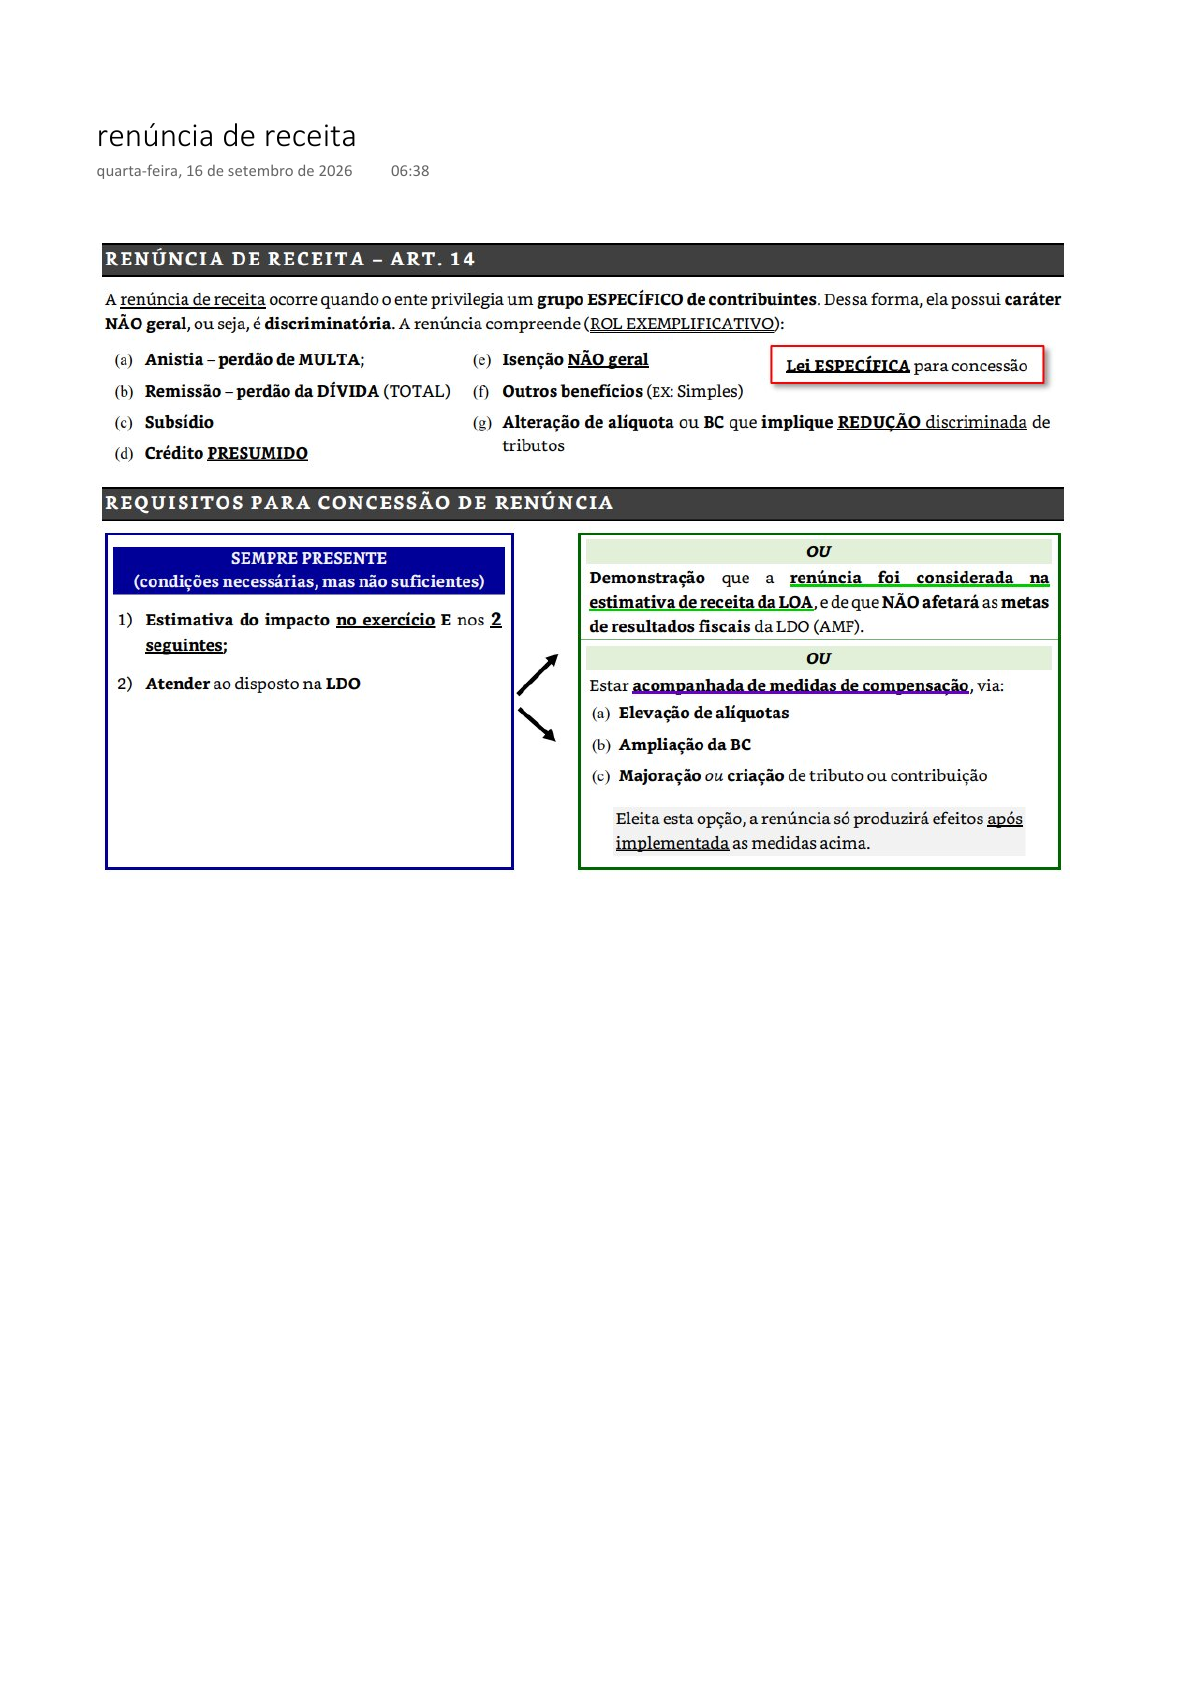 renúncia de receita
quarta-feira, 16 de setembro de 2026 06:38
RENÚNCIA DE RECEITA – ART. 14
A renúncia de receita ocorre quando o ente privilegia um grupo ESPECÍFICO de contribuintes. Dessa forma, ela possui caráter
NÃO geral, ou seja, é discriminatória. A renúncia compreende (ROL EXEMPLIFICATIVO):
(a) Anistia – perdão de MULTA;
(b) Remissão – perdão da DÍVIDA (TOTAL)
(c) Subsídio
(d) Crédito PRESUMIDO
(e) Isenção NÃO geral
(f) Outros benefícios (EX: Simples)
(g) Alteração de alíquota ou BC que implique REDUÇÃO discriminada de
tributos
Lei ESPECÍFICA para concessão
REQUISITOS PARA CONCESSÃO DE RENÚNCIA
SEMPRE PRESENTE
(condições necessárias, mas não suficientes)
1) Estimativa do impacto no exercício E nos 2
seguintes;
2) Atender ao disposto na LDO
OU
Demonstração que a renúncia foi considerada na
estimativa de receita da LOA, e de que NÃO afetará as metas
de resultados fiscais da LDO (AMF).
OU
Estar acompanhada de medidas de compensação, via:
(a) Elevação de alíquotas
(b) Ampliação da BC
(c) Majoração ou criação de tributo ou contribuição
Eleita esta opção, a renúncia só produzirá efeitos após
implementada as medidas acima.